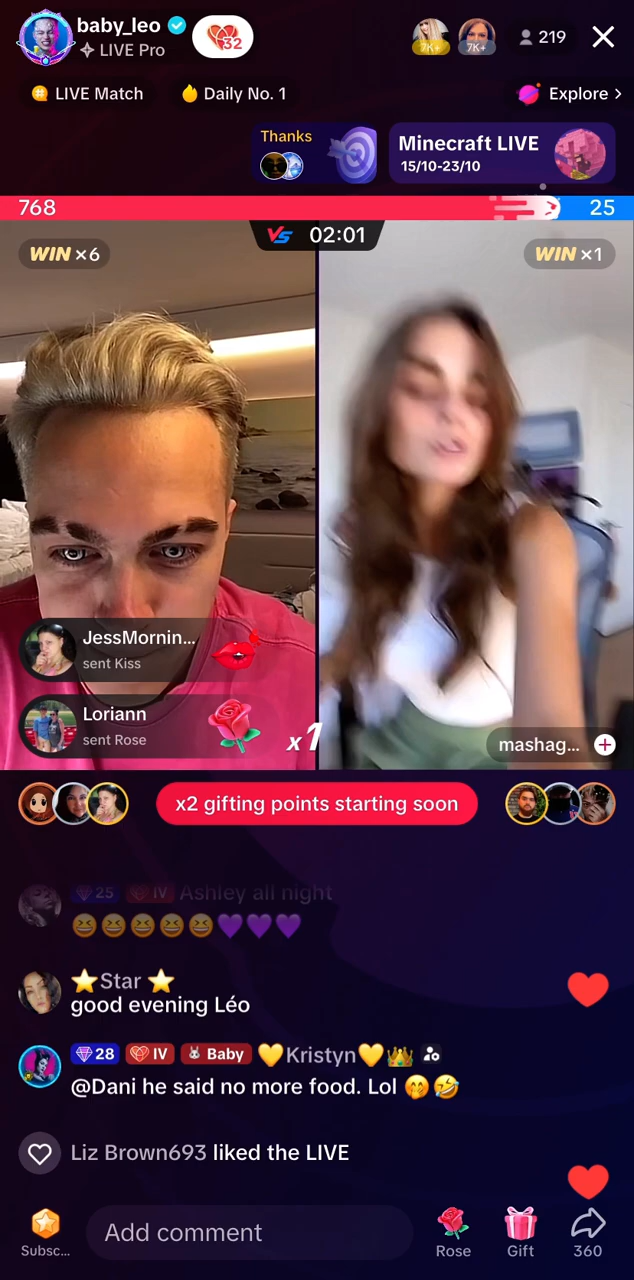 baby_leo
LIVE Pro
32
7K+
7K+
219
LIVE Match
Daily No. 1
Explore >
Thanks
Minecraft LIVE
15/10-23/10
768
25
VS 02:01
WIN ×6
WIN ×1
JessMornin...
sent Kiss
Loriann
sent Rose
x1
mashag...
x2 gifting points starting soon
25 IV Ashley all night
😆😆😆😆😆💜💜💜
⭐Star ⭐
good evening Léo
28 IV Baby 💛Kristyn💛👑
@Dani he said no more food. Lol 🤭🤣
Liz Brown693 liked the LIVE
Add comment
Subsc...
Rose
Gift
360